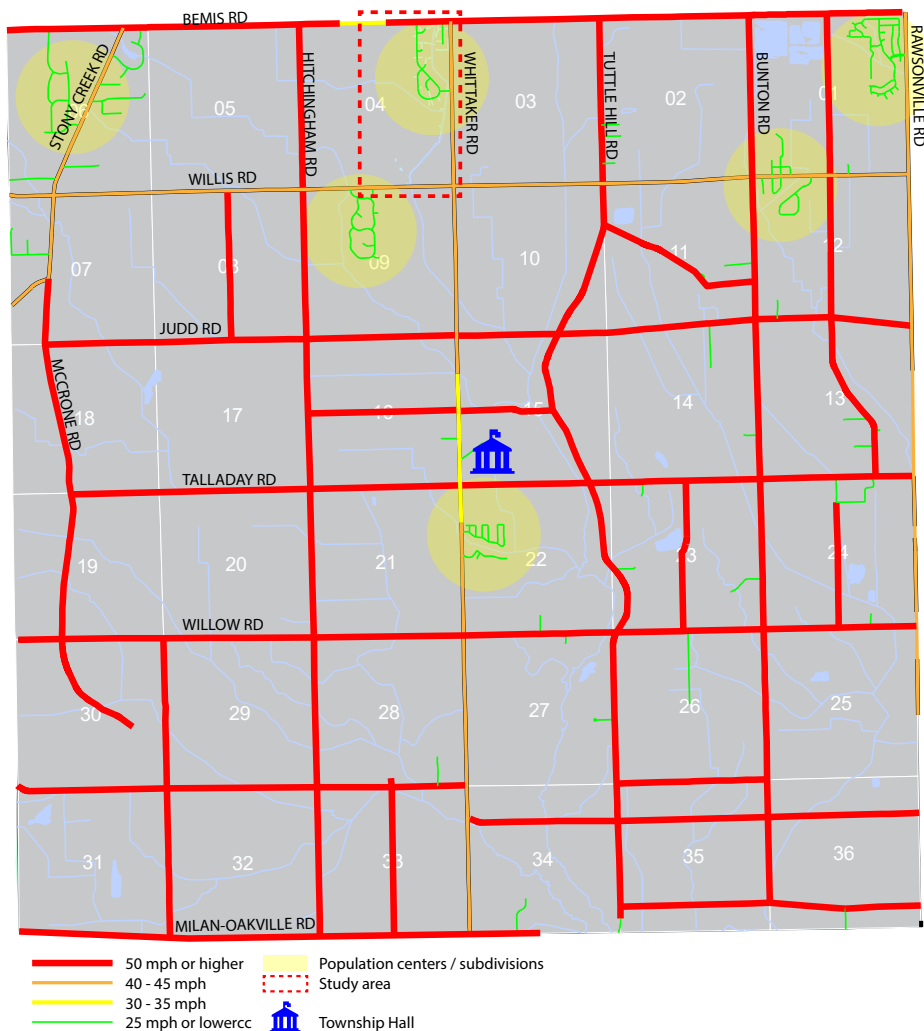 BEMIS RD
STONY CREEK RD
HITCHINGHAM RD
WHITTAKER RD
TUTTLE HILL RD
BUNTON RD
RAWSONVILLE RD
05
04
03
02
01
WILLIS RD
07
08
09
10
11
12
JUDD RD
MCCRONE RD
18
17
16
15
14
13
TALLADAY RD
19
20
21
22
23
24
WILLOW RD
30
29
28
27
26
25
31
32
33
34
35
36
MILAN-OAKVILLE RD
50 mph or higher
Population centers / subdivisions
40 - 45 mph
Study area
30 - 35 mph
25 mph or lowercc
Township Hall